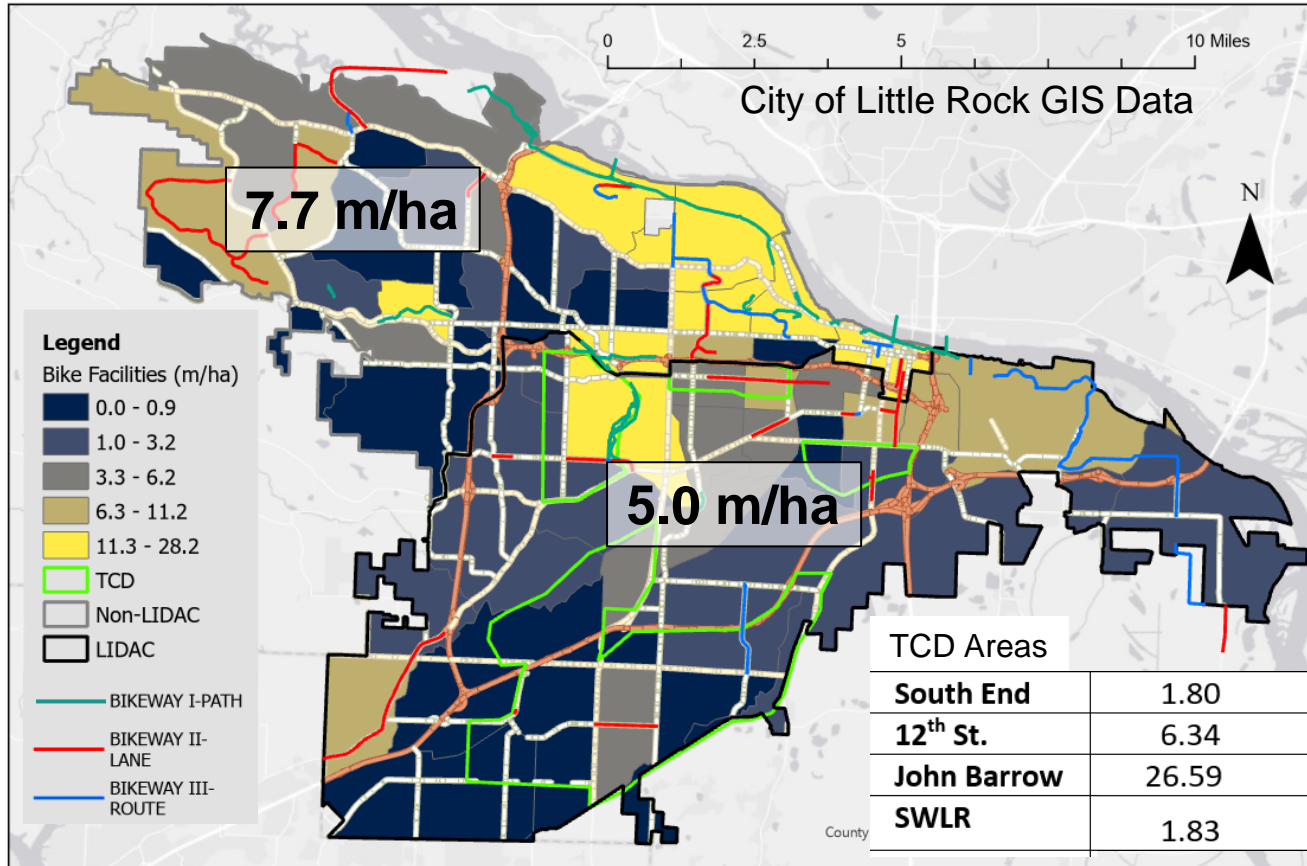 0 2.5 5 10 Miles
City of Little Rock GIS Data
N
7.7 m/ha
5.0 m/ha
Legend
Bike Facilities (m/ha)
0.0 - 0.9
1.0 - 3.2
3.3 - 6.2
6.3 - 11.2
11.3 - 28.2
TCD
Non-LIDAC
LIDAC
BIKEWAY I-PATH
BIKEWAY II-
LANE
BIKEWAY III-
ROUTE
TCD Areas
South End 1.80
12th St. 6.34
John Barrow 26.59
SWLR 1.83
County